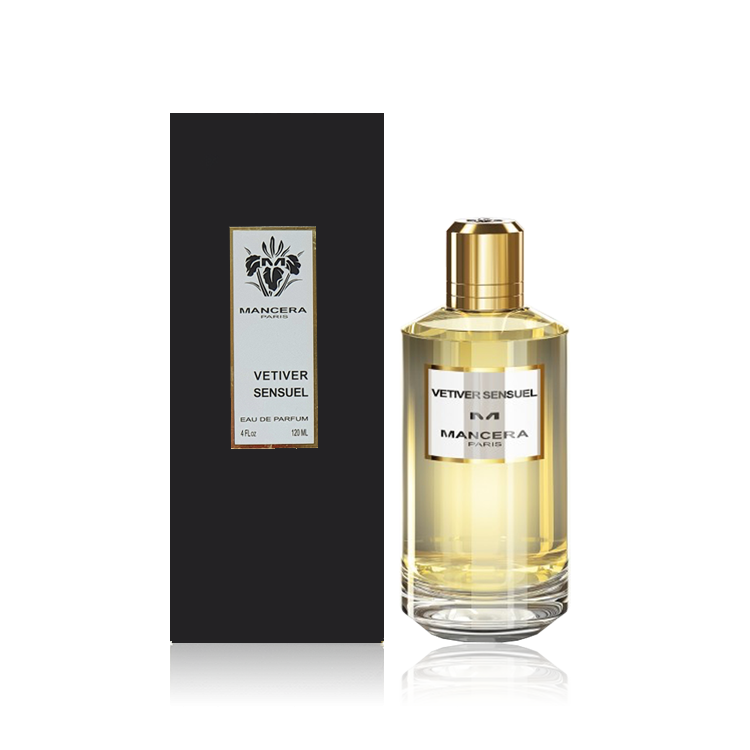 M
MANCERA
PARIS
VETIVER
SENSUEL
EAU DE PARFUM
4 FL oz 120 ML
VETIVER SENSUEL
M
MANCERA
PARIS